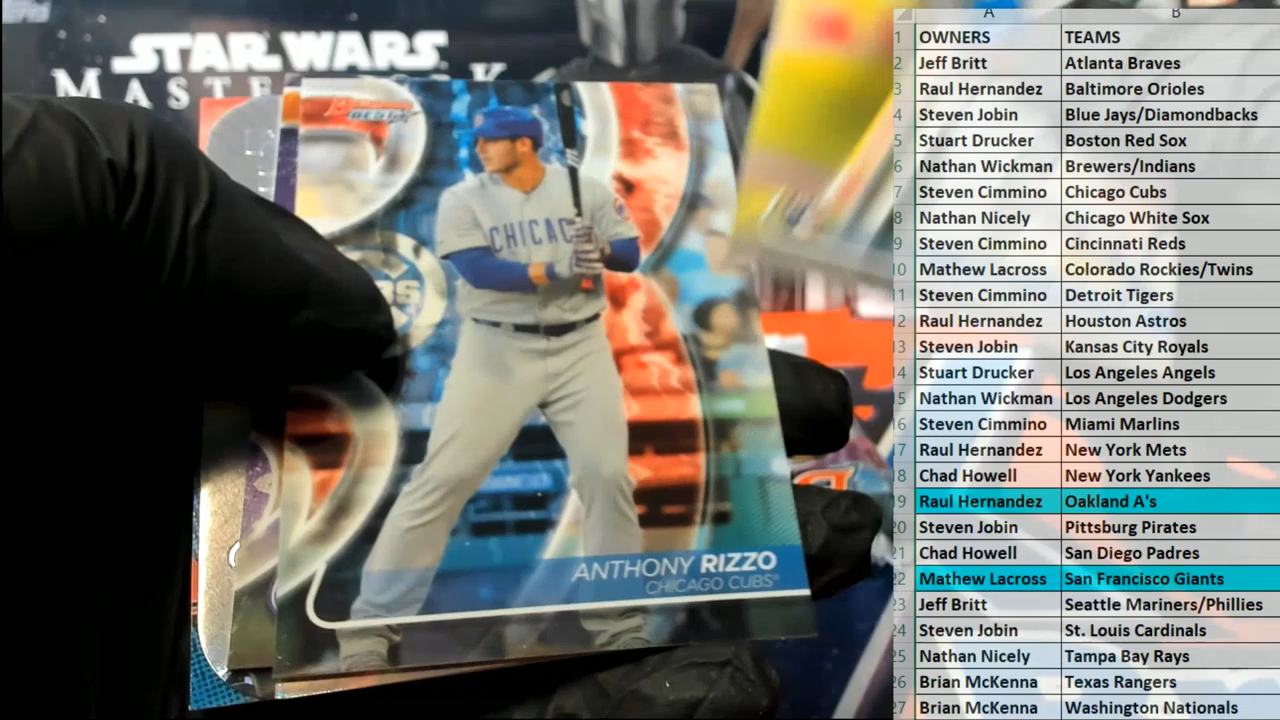 STAR WARS
Bowman's
BEST
CHICAG
ANTHONY RIZZO
CHICAGO CUBS®
A B
1 OWNERS TEAMS
2 Jeff Britt Atlanta Braves
3 Raul Hernandez Baltimore Orioles
4 Steven Jobin Blue Jays/Diamondbacks
5 Stuart Drucker Boston Red Sox
6 Nathan Wickman Brewers/Indians
7 Steven Cimmino Chicago Cubs
8 Nathan Nicely Chicago White Sox
9 Steven Cimmino Cincinnati Reds
10 Mathew Lacross Colorado Rockies/Twins
11 Steven Cimmino Detroit Tigers
12 Raul Hernandez Houston Astros
13 Steven Jobin Kansas City Royals
14 Stuart Drucker Los Angeles Angels
15 Nathan Wickman Los Angeles Dodgers
16 Steven Cimmino Miami Marlins
17 Raul Hernandez New York Mets
18 Chad Howell New York Yankees
19 Raul Hernandez Oakland A's
20 Steven Jobin Pittsburg Pirates
21 Chad Howell San Diego Padres
22 Mathew Lacross San Francisco Giants
23 Jeff Britt Seattle Mariners/Phillies
24 Steven Jobin St. Louis Cardinals
25 Nathan Nicely Tampa Bay Rays
26 Brian McKenna Texas Rangers
27 Brian McKenna Washington Nationals